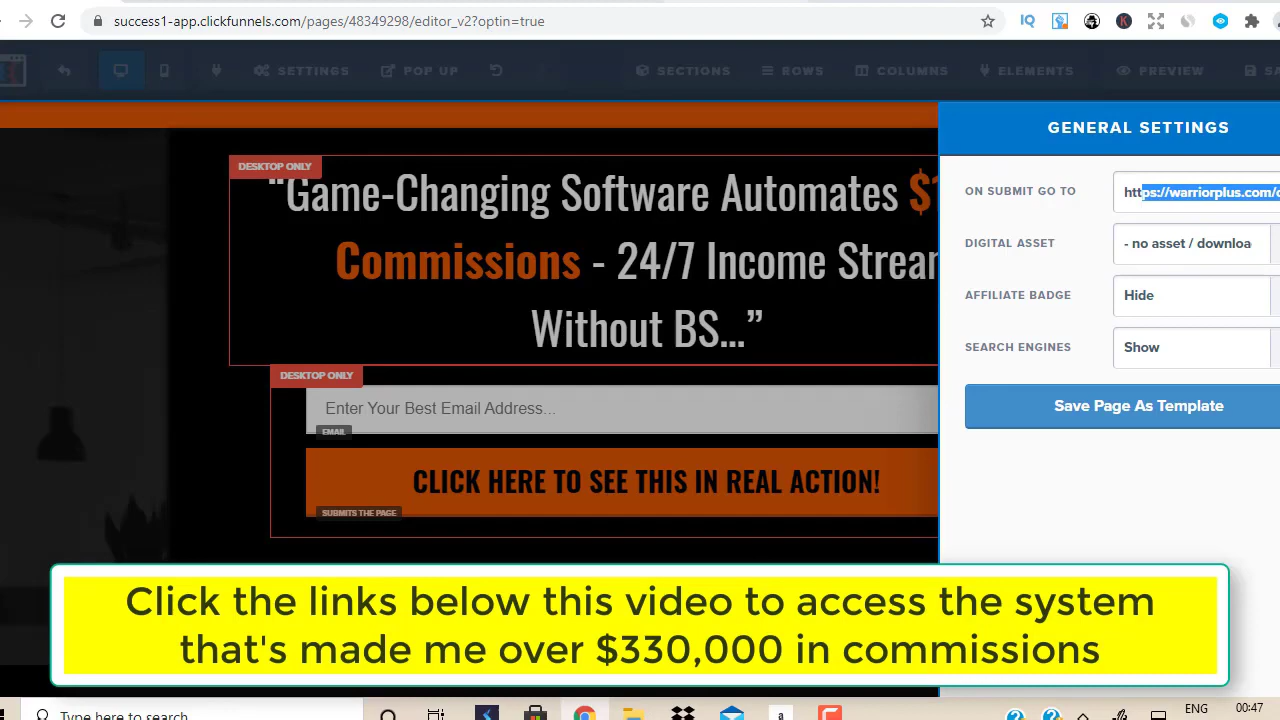 success1-app.clickfunnels.com/pages/48349298/editor_v2?optin=true
IQ
K
SETTINGS
POP UP
SECTIONS
ROWS
COLUMNS
ELEMENTS
PREVIEW
GENERAL SETTINGS
DESKTOP ONLY
“Game-Changing Software Automates
Commissions - 24/7 Income
Without BS...”
ON SUBMIT GO TO
https://warriorplus.com/
DIGITAL ASSET
- no asset / downloa
AFFILIATE BADGE
Hide
SEARCH ENGINES
Show
Save Page As Template
DESKTOP ONLY
Enter Your Best Email Address...
EMAIL
CLICK HERE TO SEE THIS IN REAL ACTION!
SUBMITS THE PAGE
Click the links below this video to access the system
that's made me over $330,000 in commissions
Type here to search
a
ENG
00:47